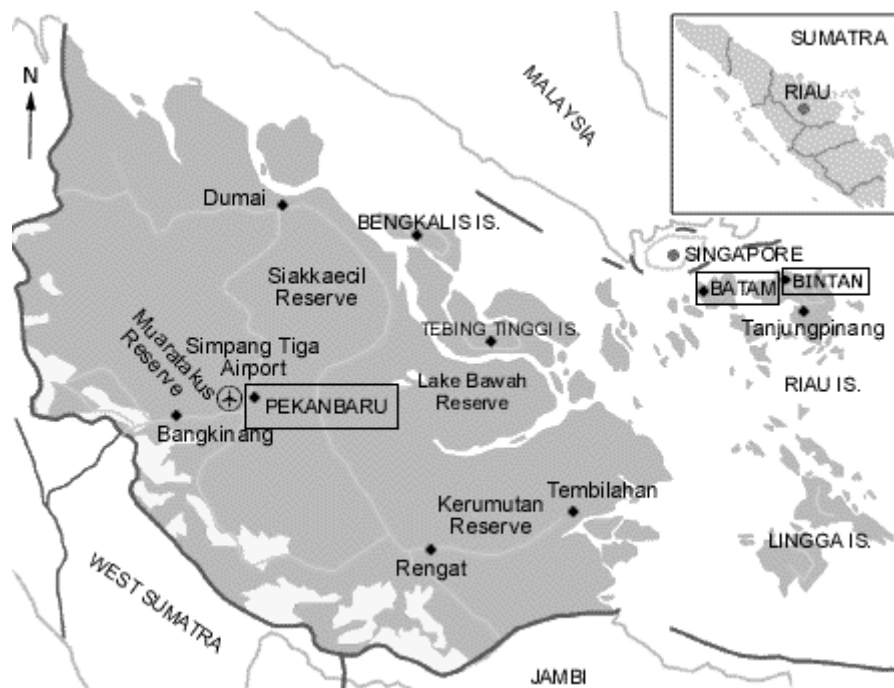 SUMATRA
RIAU
N
MALAYSIA
Dumai
BENGKALIS IS.
Siakkaecil
Reserve
SINGAPORE
BATAM
BINTAN
Tanjungpinang
TEBING TINGGI IS.
Muaratakus
Reserve
Simpang Tiga
Airport
Lake Bawah
Reserve
RIAU IS.
PEKANBARU
Bangkinang
Kerumutan
Reserve
Tembilahan
LINGGA IS.
Rengat
WEST SUMATRA
JAMBI